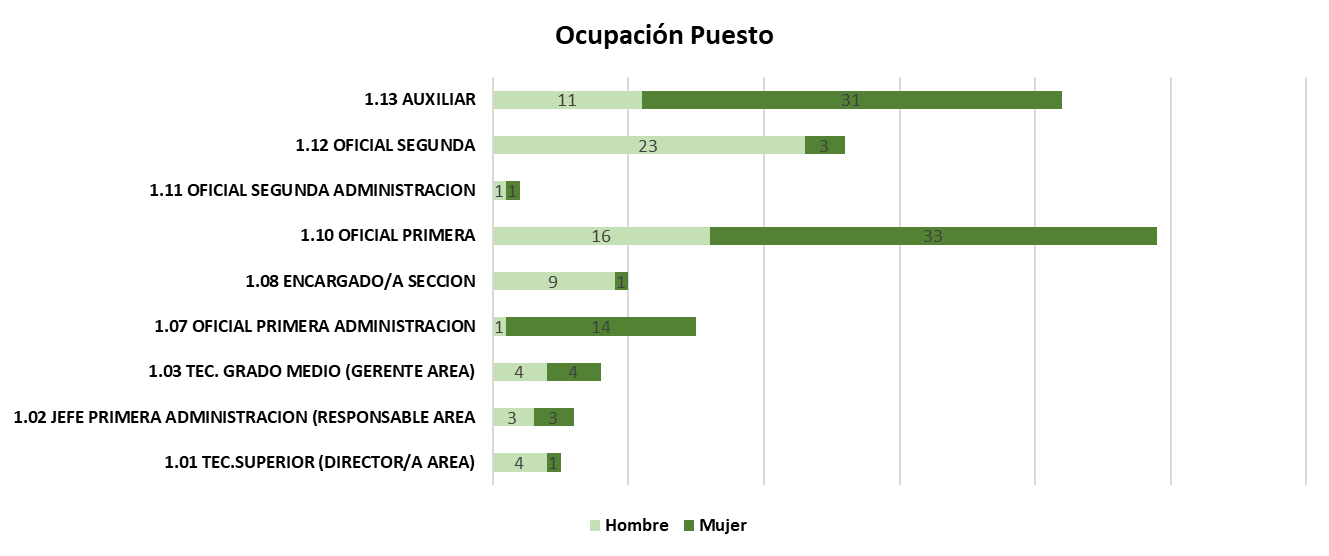 Ocupación Puesto
1.13 AUXILIAR 11 31
1.12 OFICIAL SEGUNDA 23 3
1.11 OFICIAL SEGUNDA ADMINISTRACION 1 1
1.10 OFICIAL PRIMERA 16 33
1.08 ENCARGADO/A SECCION 9 1
1.07 OFICIAL PRIMERA ADMINISTRACION 1 14
1.03 TEC. GRADO MEDIO (GERENTE AREA) 4 4
1.02 JEFE PRIMERA ADMINISTRACION (RESPONSABLE AREA 3 3
1.01 TEC.SUPERIOR (DIRECTOR/A AREA) 4 1
Hombre Mujer